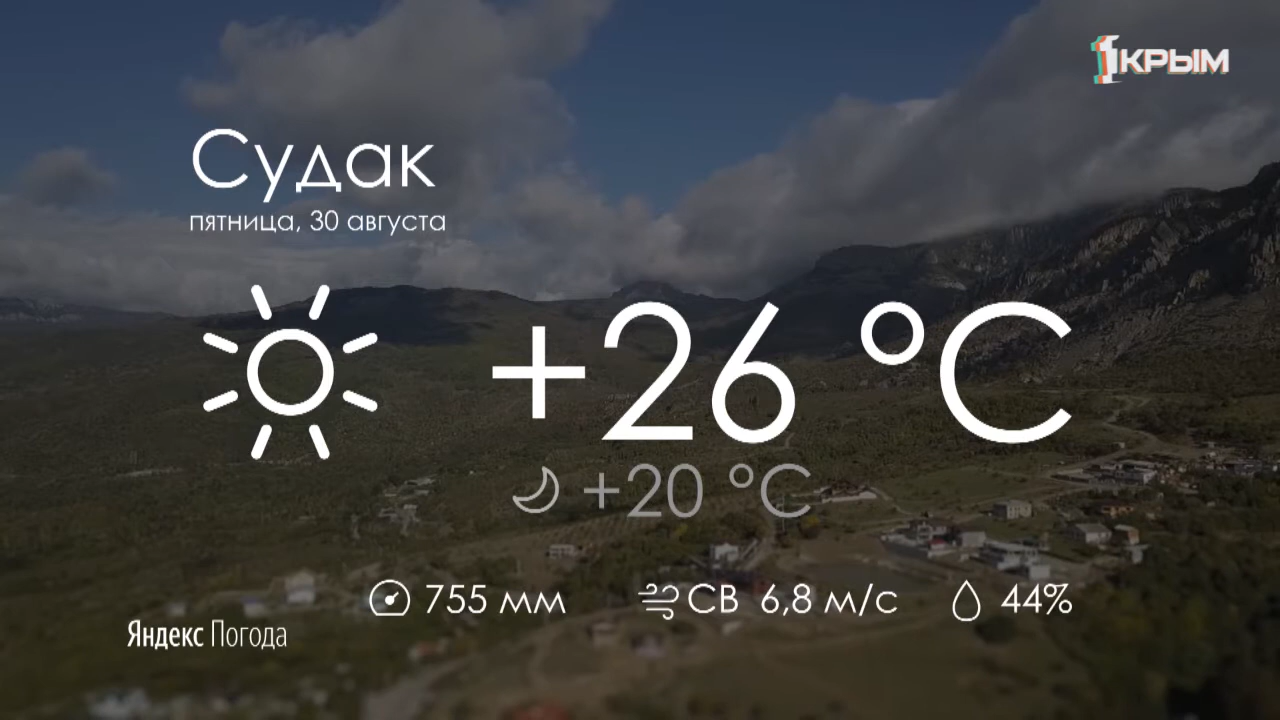 1КРЫМ
Судак
пятница, 30 августа
+26 °C
+20 °C
755 мм СВ 6,8 м/с 44%
Яндекс Погода